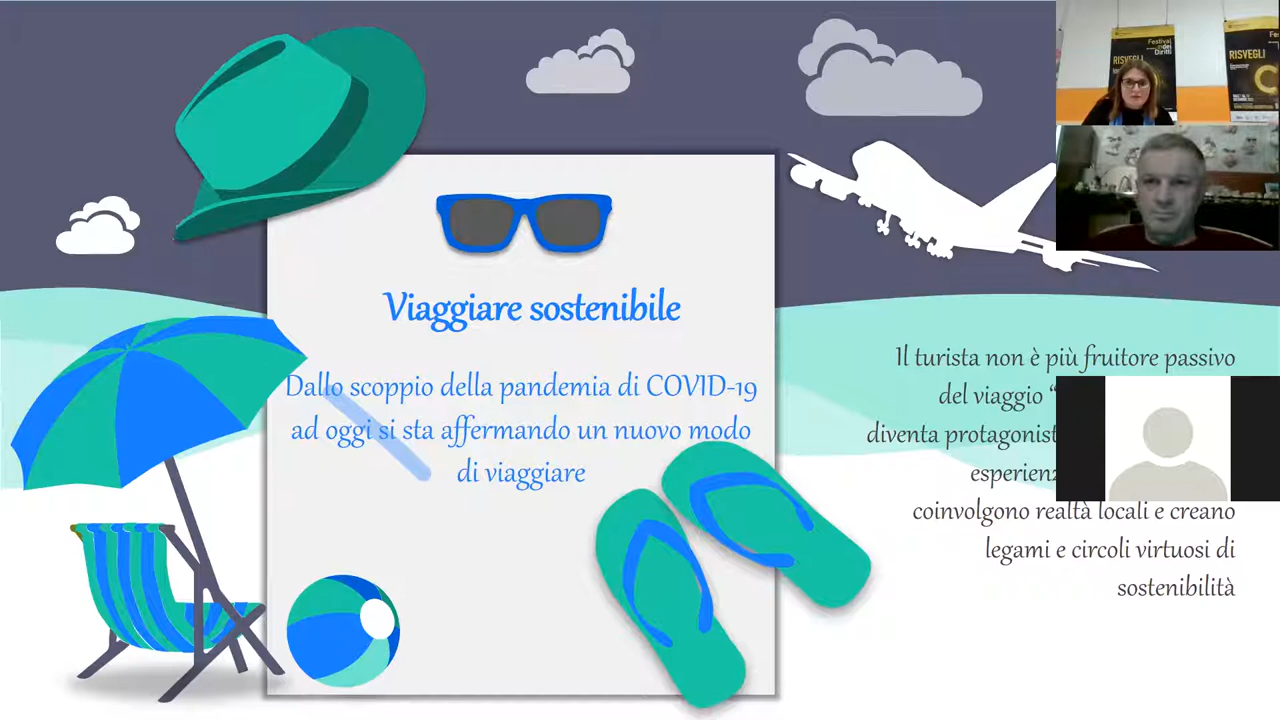 Viaggiare sostenibile
Dallo scoppio della pandemia di COVID-19
ad oggi si sta affermando un nuovo modo
di viaggiare
Il turista non è più fruitore passivo
del viaggio “
diventa
coinvolgono realtà locali e creano
legami e circoli virtuosi di
sostenibilità
Festival
dei
Diritti
RISVEGLI
RISVEGLI